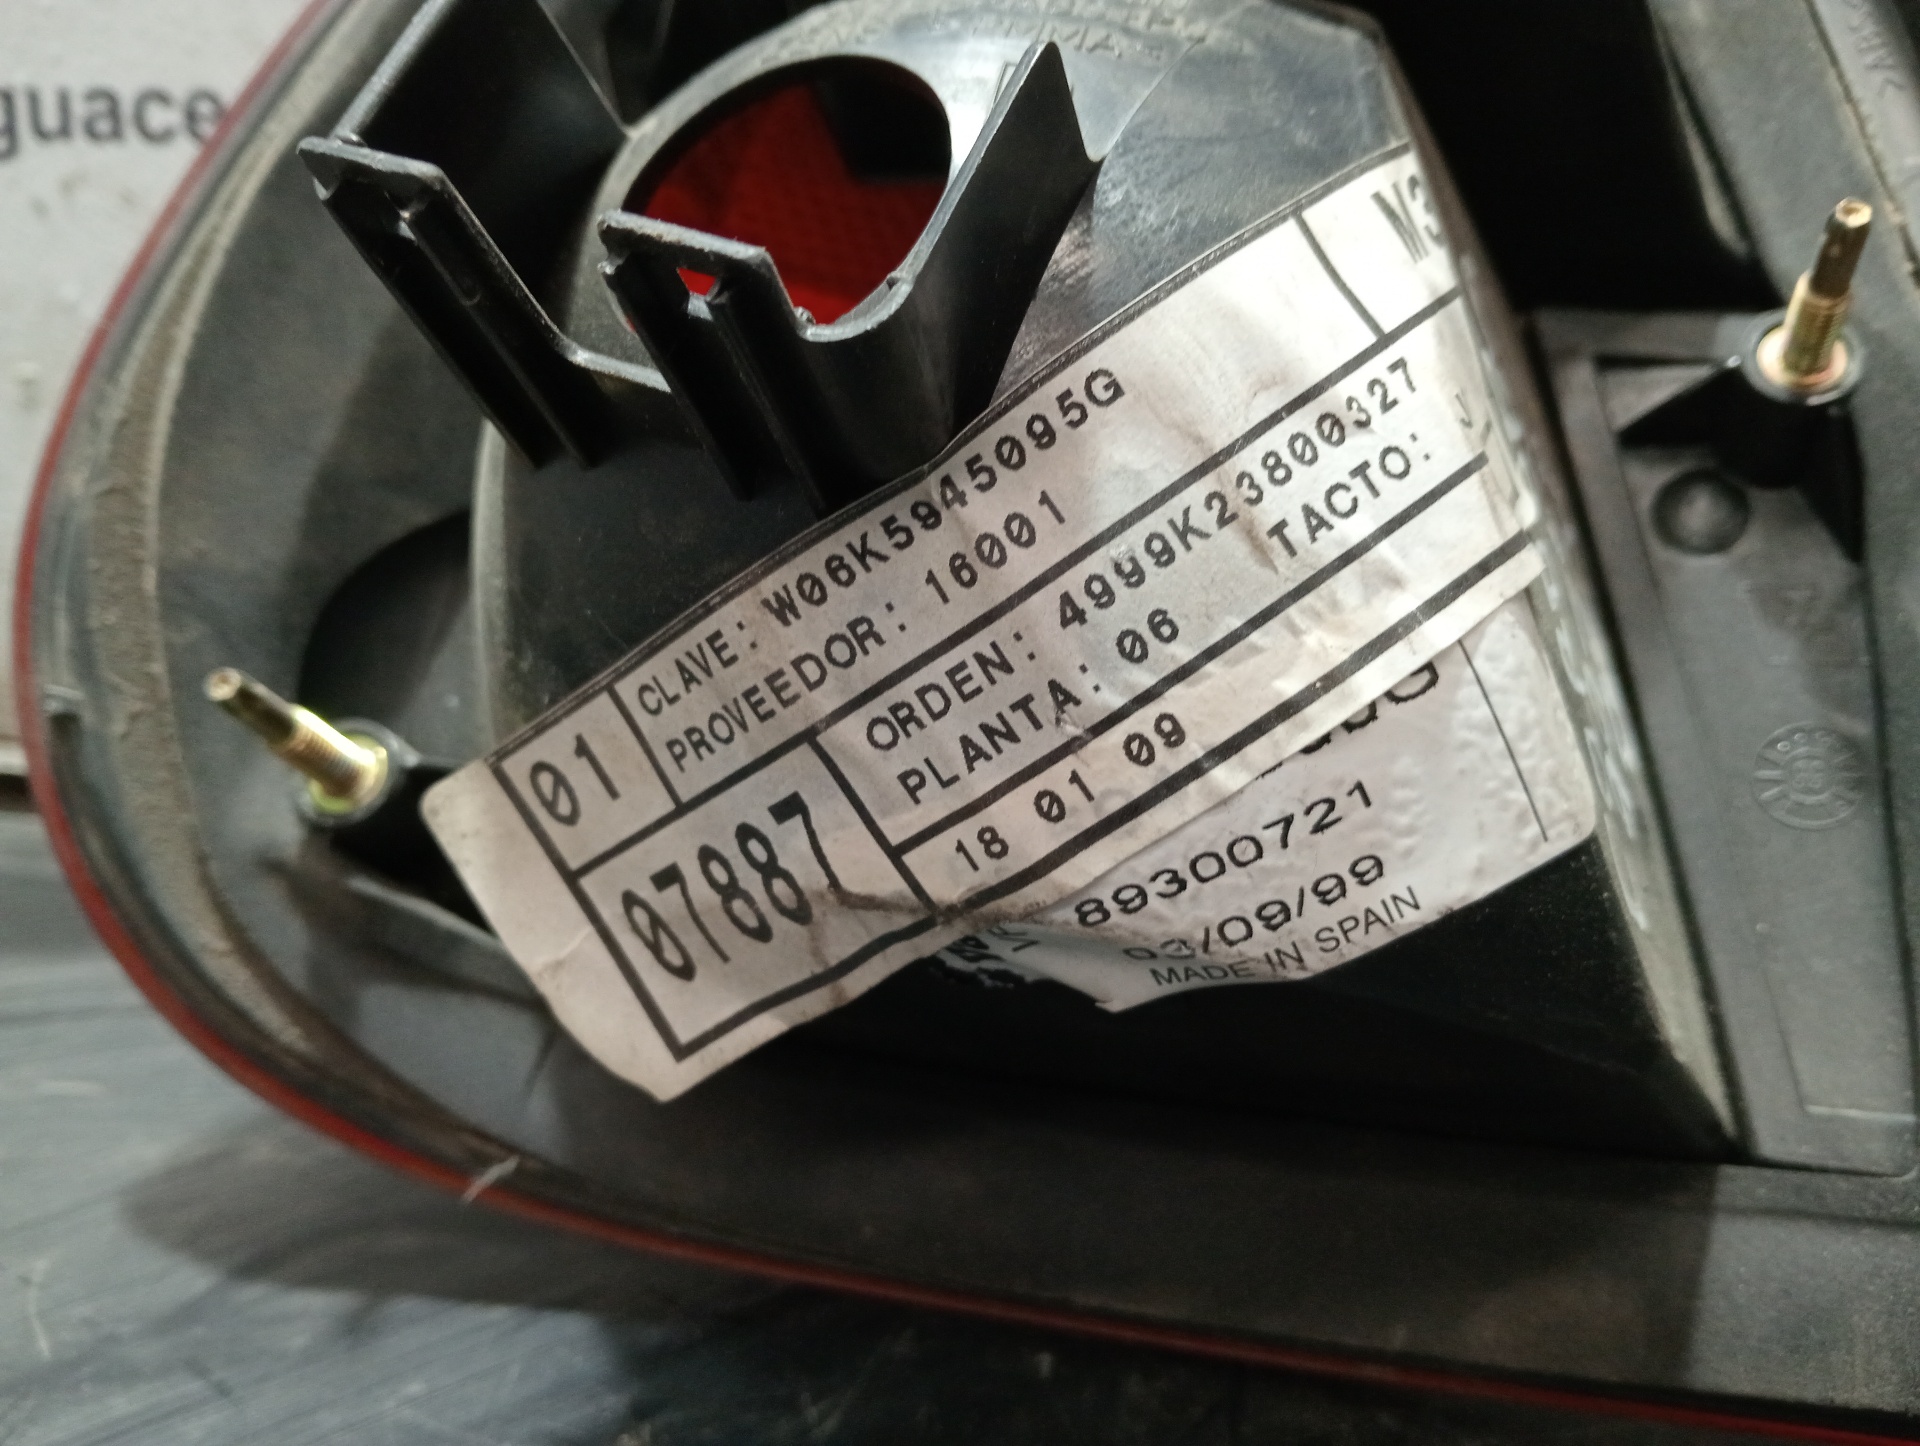 guace
M3
01
CLAVE: W06K5945095G
PROVEEDOR: 16001
07887
ORDEN: 4999K23800327
PLANTA: 06 TACTO: J
18 01 09
89300721
03/09/99
MADE IN SPAIN